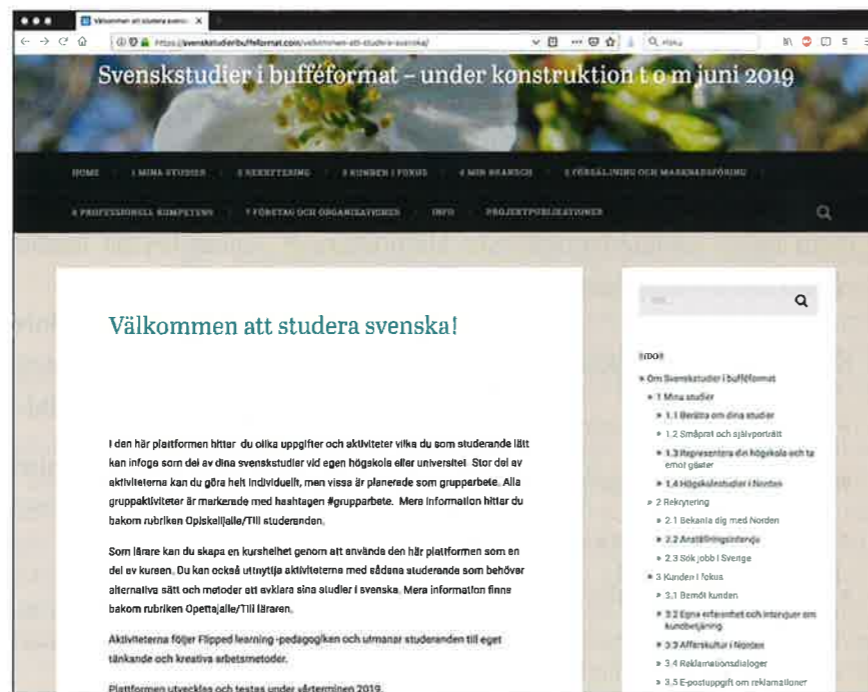 Välkommen att studera svensk
https://svenskstudieribuffeformat.com/valkommen-att-studera-svenska/
Svenskstudier i bufféformat – under konstruktion t o m juni 2019
HOME 1 MINA STUDIER 2 REKRYTERING 3 KUNDEN I FOKUS 4 MIN BRANSCH 5 FÖRSÄLJNING OCH MARKNADSFÖRING
6 PROFESSIONELL KOMPETENS 7 FÖRETAG OCH ORGANISATIONER INFO PROJEKTPUBLIKATIONER
Välkommen att studera svenska!
I den här plattformen hittar du olika uppgifter och aktiviteter vilka du som studerande lätt
kan infoga som del av dina svenskstudier vid egen högskola eller universitet. Stor del av
aktiviteterna kan du göra helt individuellt, men vissa är planerade som grupparbete. Alla
gruppaktiviteter är markerade med hashtagen #grupparbete. Mera information hittar du
bakom rubriken Opiskelijalle/Till studeranden.
Som lärare kan du skapa en kurshelhet genom att använda den här plattformen som en
del av kursen. Du kan också utnyttja aktiviteterna med sådana studerande som behöver
alternativa sätt och metoder att avklara sina studier i svenska. Mera information finns
bakom rubriken Opettajalle/Till läraren.
Aktiviteterna följer Flipped learning -pedagogiken och utmanar studeranden till eget
tänkande och kreativa arbetsmetoder.
Plattformen utvecklas och testas under vårterminen 2019.
SIDOR
» Om Svenskstudier i bufféformat
» 1 Mina studier
» 1.1 Berätta om dina studier
» 1.2 Småprat och självporträtt
» 1.3 Representera din högskola och ta
emot gäster
» 1.4 Högskolestudier i Norden
» 2 Rekrytering
» 2.1 Bekanta dig med Norden
» 2.2 Anställningsintervju
» 2.3 Sök jobb i Sverige
» 3 Kunden i fokus
» 3.1 Bemöt kunden
» 3.2 Egna erfarenhet och intervjuer om
kundbetjäning
» 3.3 Affärskultur i Norden
» 3.4 Reklamationsdialoger
» 3.5 E-postuppgift om reklamationer